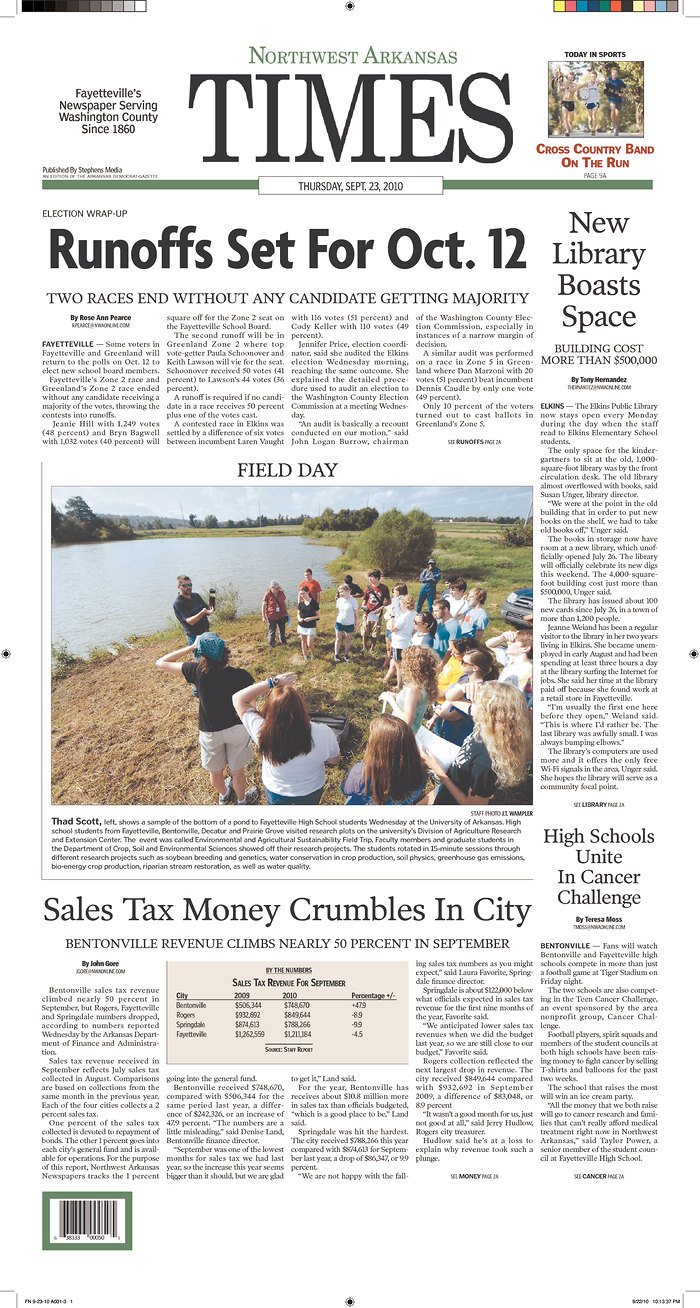 Fayetteville's
Newspaper Serving
Washington County
Since 1860
Published By Stephens Media
AN EDITION OF THE ARKANSAS DEMOCRAT-GAZETTE
NORTHWEST ARKANSAS
TIMES
THURSDAY, SEPT. 23, 2010
TODAY IN SPORTS
CROSS COUNTRY BAND
ON THE RUN
PAGE 9A
ELECTION WRAP-UP
Runoffs Set For Oct. 12
TWO RACES END WITHOUT ANY CANDIDATE GETTING MAJORITY
By Rose Ann Pearce
RPEARCE@NWAONLINE.COM
FAYETTEVILLE — Some voters in
Fayetteville and Greenland will
return to the polls on Oct. 12 to
elect new school board members.
Fayetteville's Zone 2 race and
Greenland's Zone 2 race ended
without any candidate receiving a
majority of the votes, throwing the
contests into runoffs.
Jeanie Hill with 1,249 votes
(48 percent) and Bryn Bagwell
with 1,032 votes (40 percent) will
square off for the Zone 2 seat on
the Fayetteville School Board.
The second runoff will be in
Greenland Zone 2 where top
vote-getter Paula Schoonover and
Keith Lawson will vie for the seat.
Schoonover received 50 votes (41
percent) to Lawson's 44 votes (36
percent).
A runoff is required if no candi-
date in a race receives 50 percent
plus one of the votes cast.
A contested race in Elkins was
settled by a difference of six votes
between incumbent Laren Vaught
with 116 votes (51 percent) and
Cody Keller with 110 votes (49
percent).
Jennifer Price, election coordi-
nator, said she audited the Elkins
election Wednesday morning,
reaching the same outcome. She
explained the detailed proce-
dure used to audit an election to
the Washington County Election
Commission at a meeting Wednes-
day.
"An audit is basically a recount
conducted on our motion," said
John Logan Burrow, chairman
of the Washington County Elec-
tion Commission, especially in
instances of a narrow margin of
decision.
A similar audit was performed
on a race in Zone 5 in Green-
land where Dan Marzoni with 20
votes (51 percent) beat incumbent
Dennis Caudle by only one vote
(49 percent).
Only 10 percent of the voters
turned out to cast ballots in
Greenland's Zone 5.
SEE RUNOFFS PAGE 2A
New
Library
Boasts
Space
BUILDING COST
MORE THAN $500,000
By Tony Hernandez
THERNANDEZ@NWAONLINE.COM
ELKINS — The Elkins Public Library
now stays open every Monday
during the day when the staff
read to Elkins Elementary School
students.
The only space for the kinder-
gartners to sit at the old, 1,000-
square-foot library was by the front
circulation desk. The old library
almost overflowed with books, said
Susan Unger, library director.
"We were at the point in the old
building that in order to put new
books on the shelf, we had to take
old books off," Unger said.
The books in storage now have
room at a new library, which unof-
ficially opened July 26. The library
will officially celebrate its new digs
this weekend. The 4,000-square-
foot building cost just more than
$500,000, Unger said.
The library has issued about 100
new cards since July 26, in a town of
more than 1,200 people.
Jeanne Weiand has been a regular
visitor to the library in her two years
living in Elkins. She became unem-
ployed in early August and had been
spending at least three hours a day
at the library surfing the Internet for
jobs. She said her time at the library
paid off because she found work at
a retail store in Fayetteville.
"I'm usually the first one here
before they open," Weiand said.
"This is where I'd rather be. The
last library was awfully small. I was
always bumping elbows."
The library's computers are used
more and it offers the only free
Wi-Fi signals in the area, Unger said.
She hopes the library will serve as a
community focal point.
SEE LIBRARY PAGE 2A
FIELD DAY
STAFF PHOTO J.T. WAMPLER
Thad Scott, left, shows a sample of the bottom of a pond to Fayetteville High School students Wednesday at the University of Arkansas. High
school students from Fayetteville, Bentonville, Decatur and Prairie Grove visited research plots on the university's Division of Agriculture Research
and Extension Center. The event was called Environmental and Agricultural Sustainability Field Trip. Faculty members and graduate students in
the Department of Crop, Soil and Environmental Sciences showed off their research projects. The students rotated in 15-minute sessions through
different research projects such as soybean breeding and genetics, water conservation in crop production, soil physics, greenhouse gas emissions,
bio-energy crop production, riparian stream restoration, as well as water quality.
Sales Tax Money Crumbles In City
BENTONVILLE REVENUE CLIMBS NEARLY 50 PERCENT IN SEPTEMBER
By John Gore
JGORE@NWAONLINE.COM
Bentonville sales tax revenue
climbed nearly 50 percent in
September, but Rogers, Fayetteville
and Springdale numbers dropped,
according to numbers reported
Wednesday by the Arkansas Depart-
ment of Finance and Administra-
tion.
Sales tax revenue received in
September reflects July sales tax
collected in August. Comparisons
are based on collections from the
same month in the previous year.
Each of the four cities collects a 2
percent sales tax.
One percent of the sales tax
collected is devoted to repayment of
bonds. The other 1 percent goes into
each city's general fund and is avail-
able for operations. For the purpose
of this report, Northwest Arkansas
Newspapers tracks the 1 percent
BY THE NUMBERS
SALES TAX REVENUE FOR SEPTEMBER
City 2009 2010 Percentage +/-
Bentonville $506,344 $748,670 +47.9
Rogers $932,692 $849,644 -8.9
Springdale $874,613 $788,266 -9.9
Fayetteville $1,262,559 $1,211,184 -4.5
SOURCE: STAFF REPORT
going into the general fund.
Bentonville received $748,670,
compared with $506,344 for the
same period last year, a differ-
ence of $242,326, or an increase of
47.9 percent. "The numbers are a
little misleading," said Denise Land,
Bentonville finance director.
"September was one of the lowest
months for sales tax we had last
year, so the increase this year seems
bigger than it should, but we are glad
to get it," Land said.
For the year, Bentonville has
receives about $10.8 million more
in sales tax than officials budgeted,
"which is a good place to be," Land
said.
Springdale was hit the hardest.
The city received $788,266 this year
compared with $874,613 for Septem-
ber last year, a drop of $86,347, or 9.9
percent.
"We are not happy with the fall-
ing sales tax numbers as you might
expect," said Laura Favorite, Spring-
dale finance director.
Springdale is about $122,000 below
what officials expected in sales tax
revenue for the first nine months of
the year, Favorite said.
"We anticipated lower sales tax
revenues when we did the budget
last year, so we are still close to our
budget," Favorite said.
Rogers collection reflected the
next largest drop in revenue. The
city received $849,644 compared
with $932,692 in September
2009, a difference of $83,048, or
8.9 percent
"It wasn't a good month for us, just
not good at all," said Jerry Hudlow,
Rogers city treasurer.
Hudlow said he's at a loss to
explain why revenue took such a
plunge.
SEE MONEY PAGE 2A
High Schools
Unite
In Cancer
Challenge
By Teresa Moss
TMOSS@NWAONLINE.COM
BENTONVILLE — Fans will watch
Bentonville and Fayetteville high
schools compete in more than just
a football game at Tiger Stadium on
Friday night.
The two schools are also compet-
ing in the Teen Cancer Challenge,
an event sponsored by the area
nonprofit group, Cancer Chal-
lenge.
Football players, spirit squads and
members of the student councils at
both high schools have been rais-
ing money to fight cancer by selling
T-shirts and balloons for the past
two weeks.
The school that raises the most
will win an ice cream party.
"All the money that we both raise
will go to cancer research and fami-
lies that can't really afford medical
treatment right now in Northwest
Arkansas," said Taylor Power, a
senior member of the student coun-
cil at Fayetteville High School.
SEE CANCER PAGE 2A
6 38333 00050 5
FN 9-23-10 A001-3 1
9/22/10 10:13:37 PM